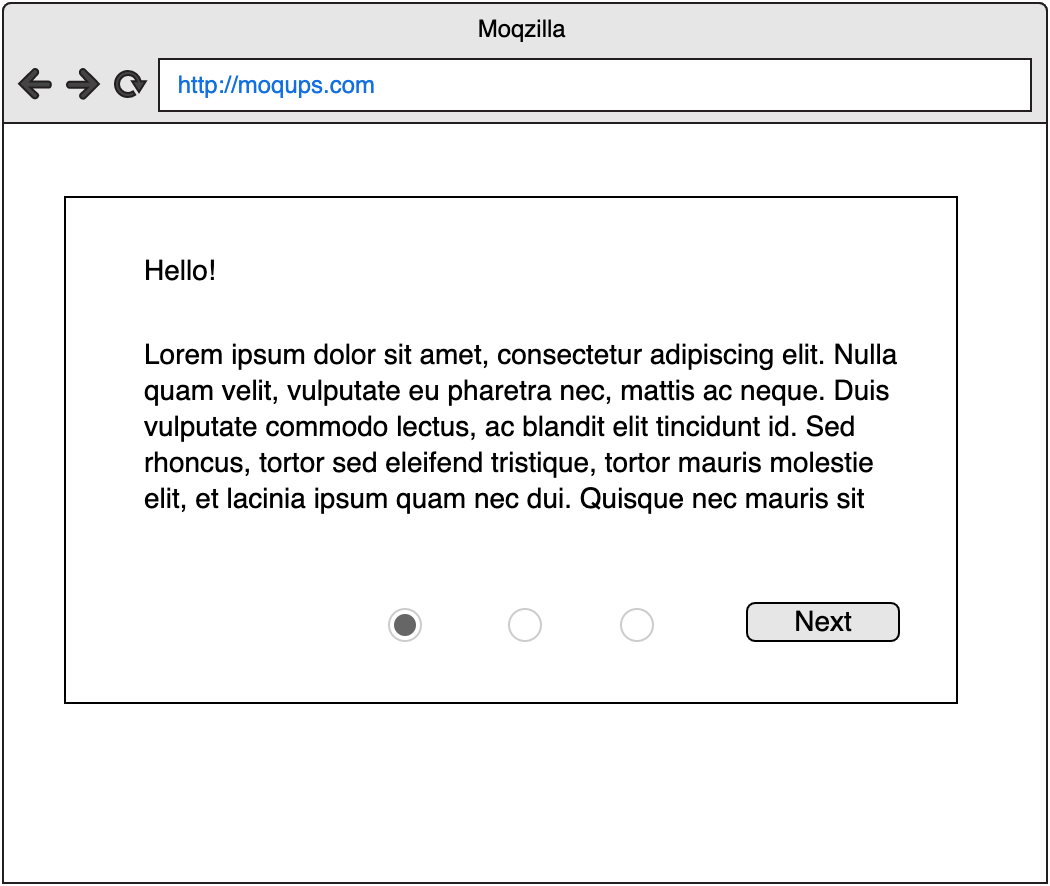 Moqzilla
http://moqups.com
Hello!
Lorem ipsum dolor sit amet, consectetur adipiscing elit. Nulla
quam velit, vulputate eu pharetra nec, mattis ac neque. Duis
vulputate commodo lectus, ac blandit elit tincidunt id. Sed
rhoncus, tortor sed eleifend tristique, tortor mauris molestie
elit, et lacinia ipsum quam nec dui. Quisque nec mauris sit
Next